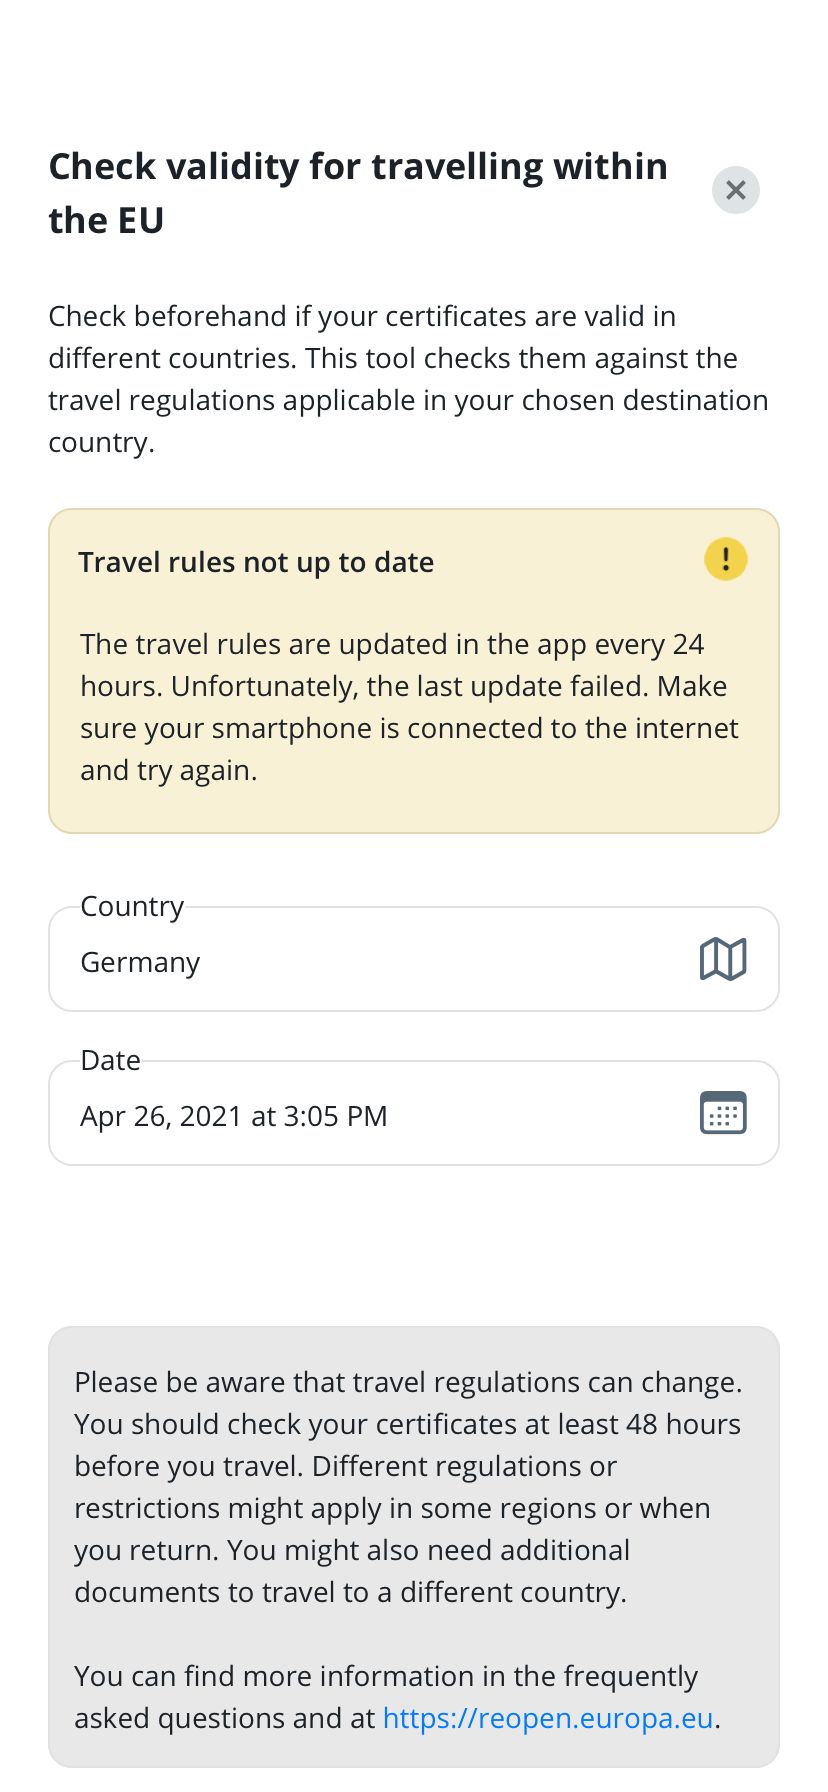 Check validity for travelling within
the EU
Check beforehand if your certificates are valid in
different countries. This tool checks them against the
travel regulations applicable in your chosen destination
country.
Travel rules not up to date
!
The travel rules are updated in the app every 24
hours. Unfortunately, the last update failed. Make
sure your smartphone is connected to the internet
and try again.
Country
Germany
Date
Apr 26, 2021 at 3:05 PM
Please be aware that travel regulations can change.
You should check your certificates at least 48 hours
before you travel. Different regulations or
restrictions might apply in some regions or when
you return. You might also need additional
documents to travel to a different country.
You can find more information in the frequently
asked questions and at https://reopen.europa.eu.